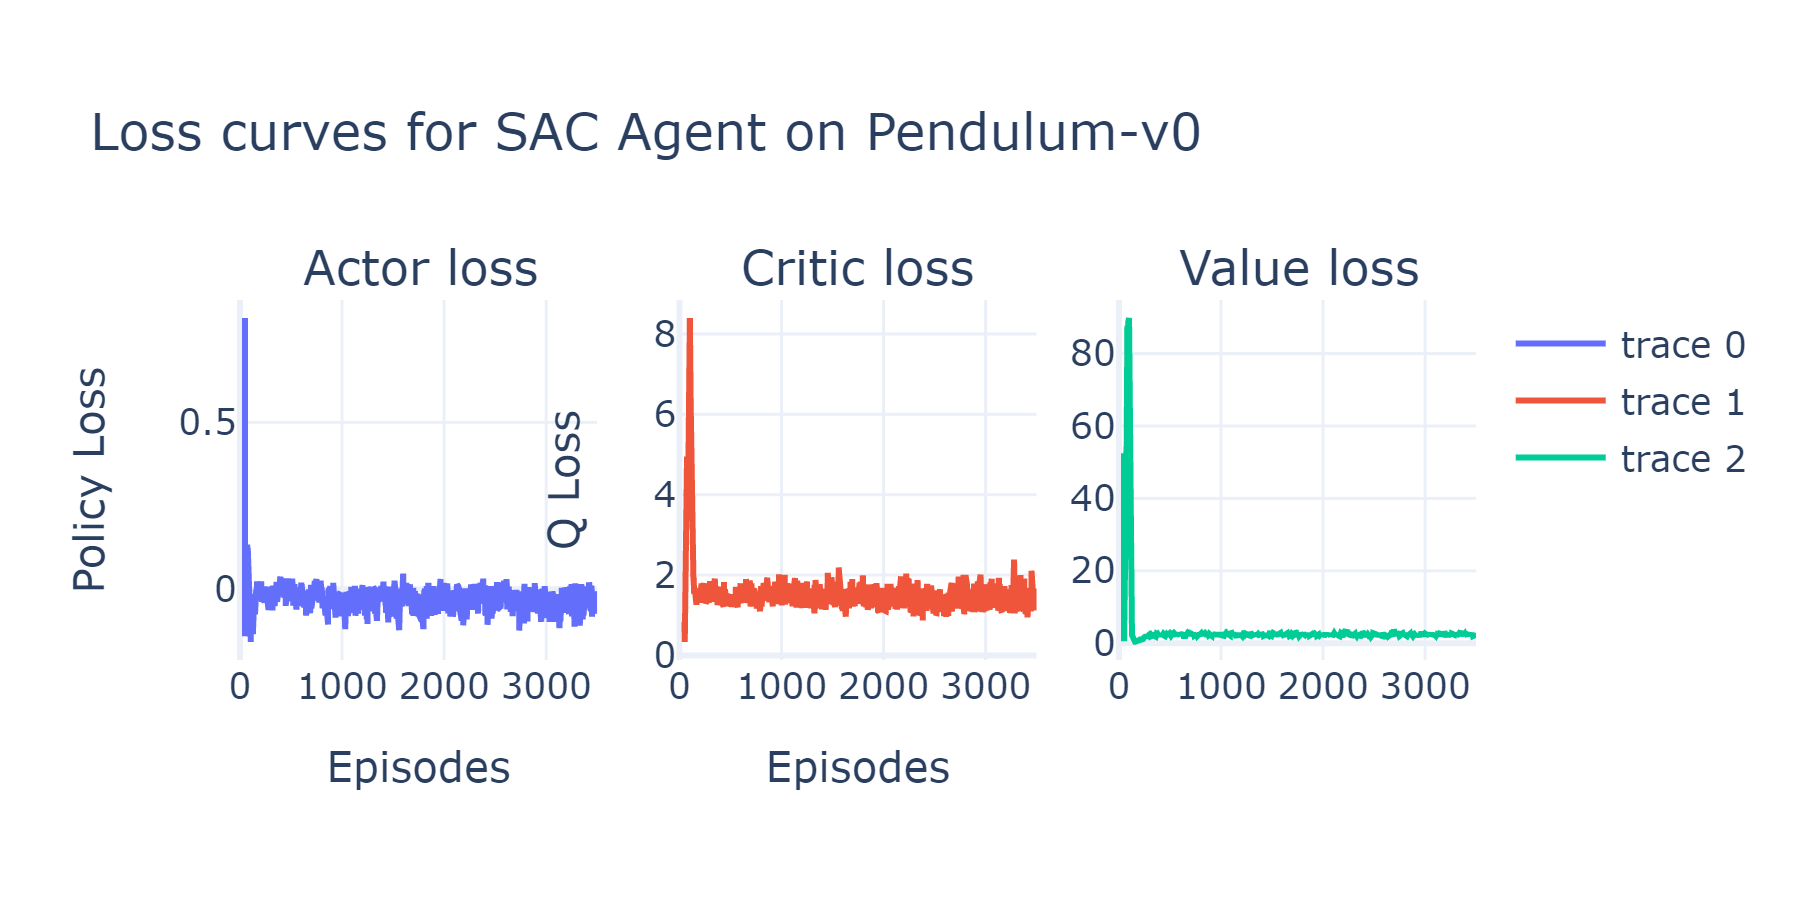 Loss curves for SAC Agent on Pendulum-v0
Actor loss
Critic loss
Value loss
Policy Loss
0.5
0
0 1000 2000 3000
Episodes
Q Loss
8
6
4
2
0
0 1000 2000 3000
Episodes
80
60
40
20
0
0 1000 2000 3000
trace 0
trace 1
trace 2